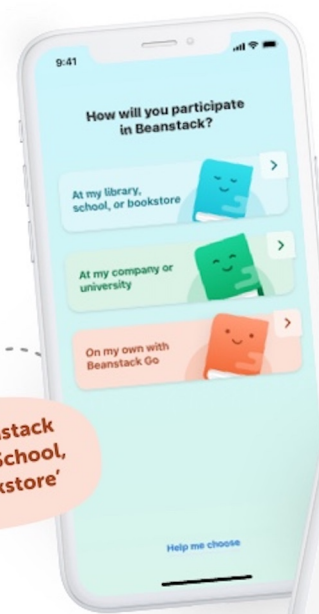 9:41
How will you participate
in Beanstack?
At my library,
school, or bookstore
At my company or
university
On my own with
Beanstack Go
Help me choose
nstack
School,
kstore’